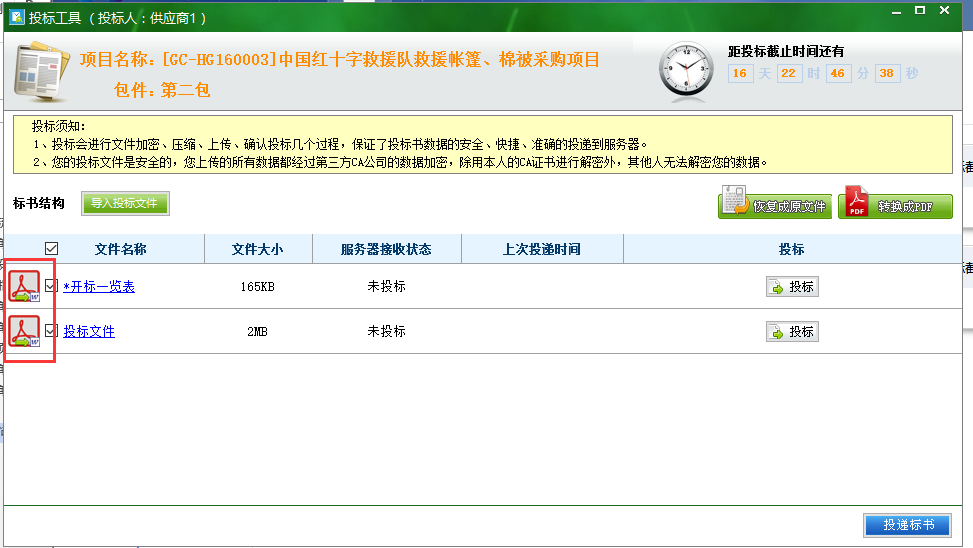 投标工具 （ 投标人：供应商1 ）
项目名称：[GC-HG160003]中国红十字救援队救援帐篷、棉被采购项目
包件：第二包
距投标截止时间还有
16 天 22 时 46 分 38 秒
投标须知：
1、投标会进行文件加密、压缩、上传、确认投标几个过程，保证了投标书数据的安全、快捷、准确的投递到服务器。
2、您的投标文件是安全的，您上传的所有数据都经过第三方CA公司的数据加密，除用本人的CA证书进行解密外，其他人无法解密您的数据。
标书结构 导入投标文件 恢复成原文件 PDF 转换成PDF
文件名称 文件大小 服务器接收状态 上次投递时间 投标
*开标一览表 165KB 未投标 投标
投标文件 2MB 未投标 投标
投递标书